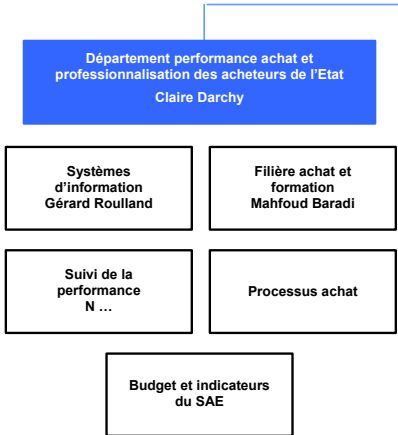 Département performance achat et
professionnalisation des acheteurs de l'Etat
Claire Darchy
Systèmes
d'information
Gérard Roulland
Filière achat et
formation
Mahfoud Baradi
Suivi de la
performance
N ...
Processus achat
Budget et indicateurs
du SAE